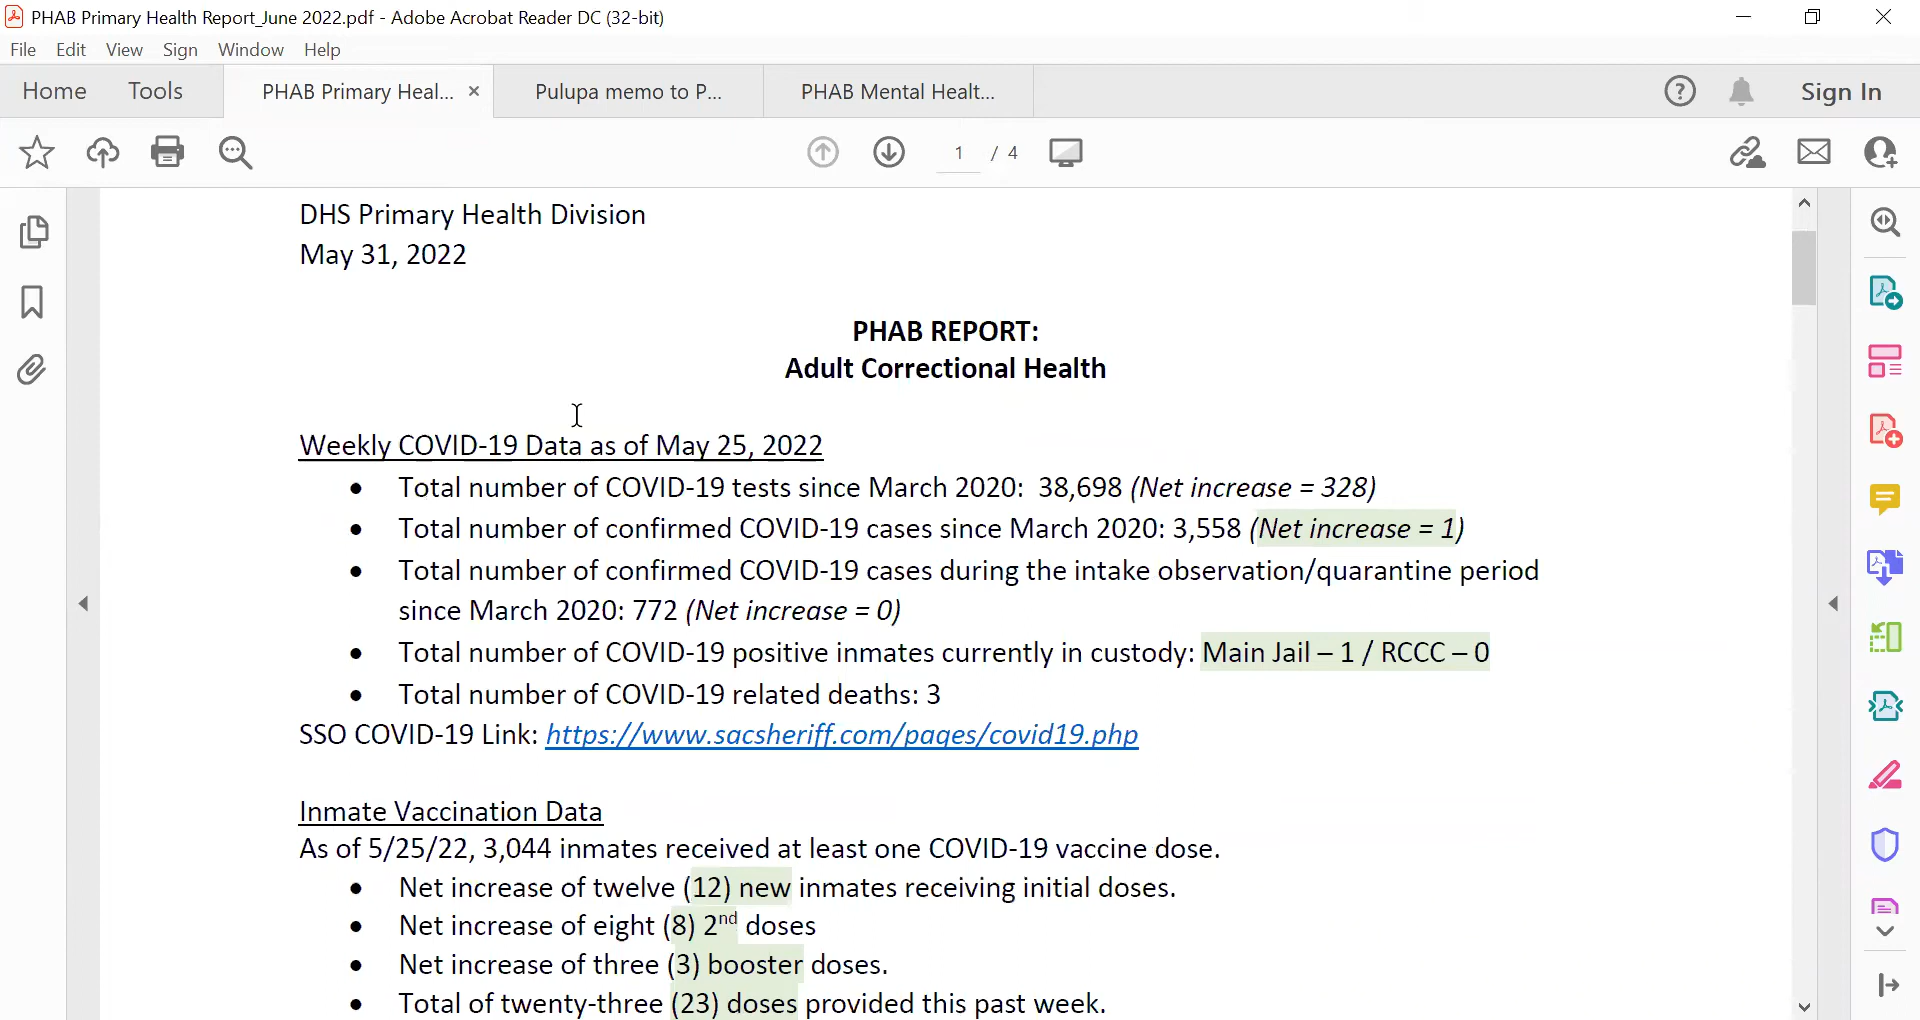 PHAB Primary Health Report_June 2022.pdf - Adobe Acrobat Reader DC (32-bit)
File Edit View Sign Window Help
Home Tools PHAB Primary Heal... × Pulupa memo to P... PHAB Mental Healt... Sign In
1 / 4
DHS Primary Health Division
May 31, 2022
PHAB REPORT:
Adult Correctional Health
Weekly COVID-19 Data as of May 25, 2022
• Total number of COVID-19 tests since March 2020: 38,698 (Net increase = 328)
• Total number of confirmed COVID-19 cases since March 2020: 3,558 (Net increase = 1)
• Total number of confirmed COVID-19 cases during the intake observation/quarantine period
since March 2020: 772 (Net increase = 0)
• Total number of COVID-19 positive inmates currently in custody: Main Jail – 1 / RCCC – 0
• Total number of COVID-19 related deaths: 3
SSO COVID-19 Link: https://www.sacsheriff.com/pages/covid19.php
Inmate Vaccination Data
As of 5/25/22, 3,044 inmates received at least one COVID-19 vaccine dose.
• Net increase of twelve (12) new inmates receiving initial doses.
• Net increase of eight (8) 2nd doses
• Net increase of three (3) booster doses.
• Total of twenty-three (23) doses provided this past week.